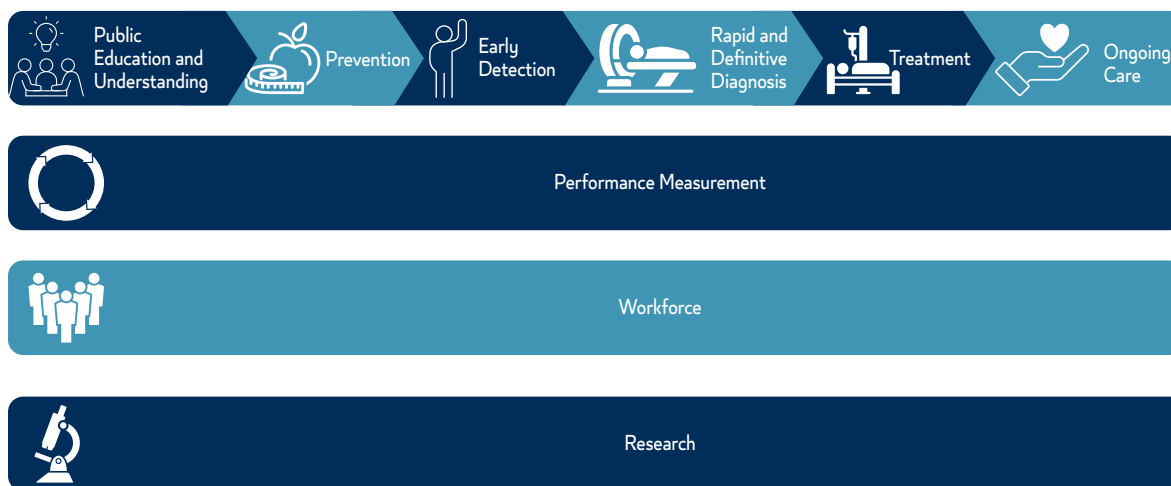 Public
Education and
Understanding
Prevention
Early
Detection
Rapid and
Definitive
Diagnosis
Treatment
Ongoing
Care
Performance Measurement
Workforce
Research